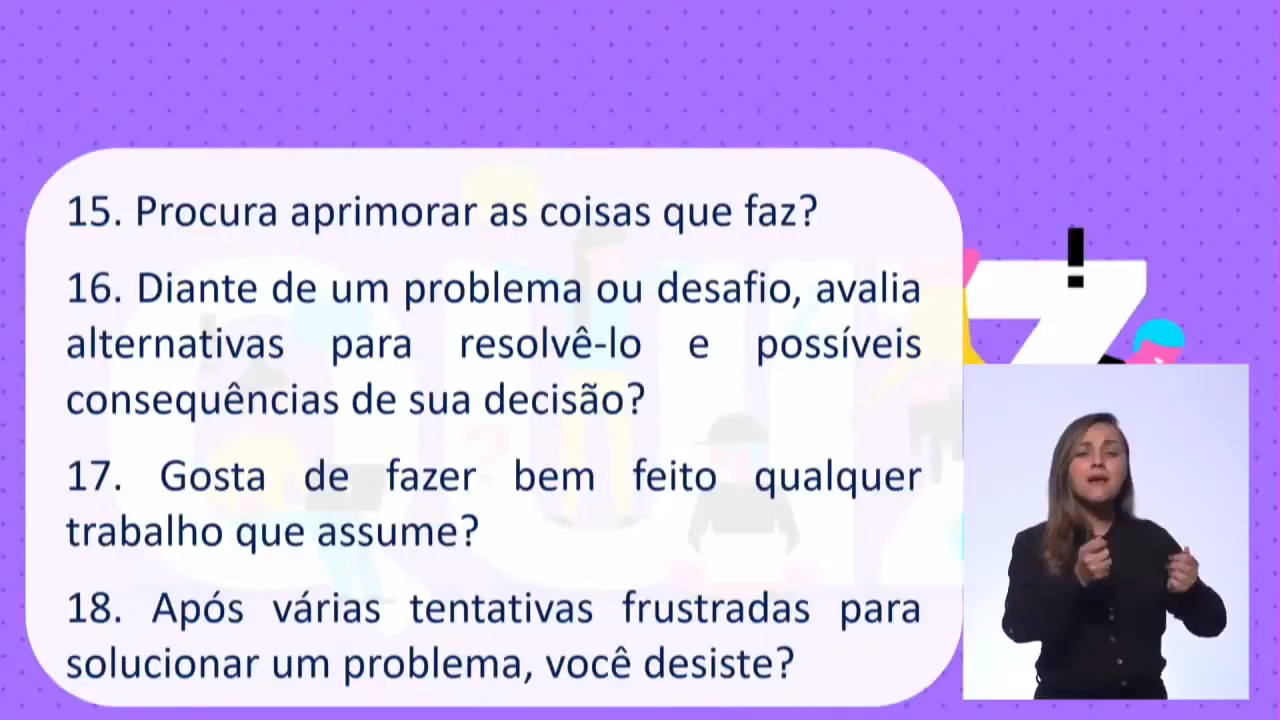 15. Procura aprimorar as coisas que faz?
16. Diante de um problema ou desafio, avalia
alternativas para resolvê-lo e possíveis
consequências de sua decisão?
17. Gosta de fazer bem feito qualquer
trabalho que assume?
18. Após várias tentativas frustradas para
solucionar um problema, você desiste?